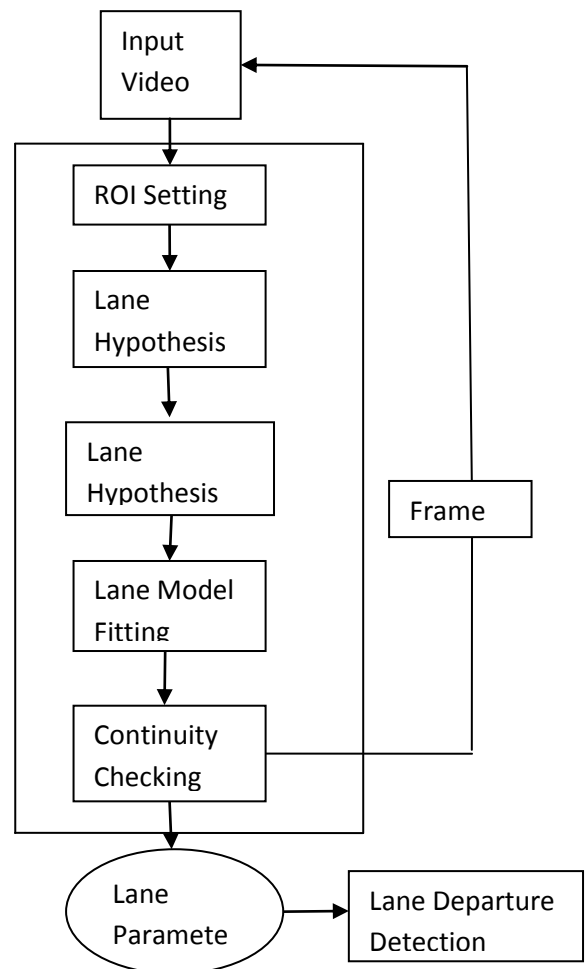 Input
Video
ROI Setting
Lane
Hypothesis
Lane
Hypothesis
Frame
Lane Model
Fitting
Continuity
Checking
Lane
Paramete
Lane Departure
Detection